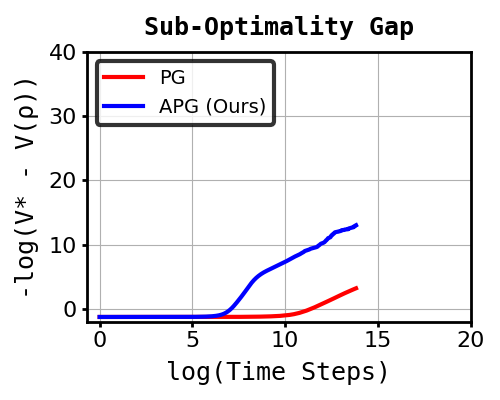 Sub-Optimality Gap
PG
APG (Ours)
-log(V* - V(ρ))
40
30
20
10
0
0 5 10 15 20
log(Time Steps)